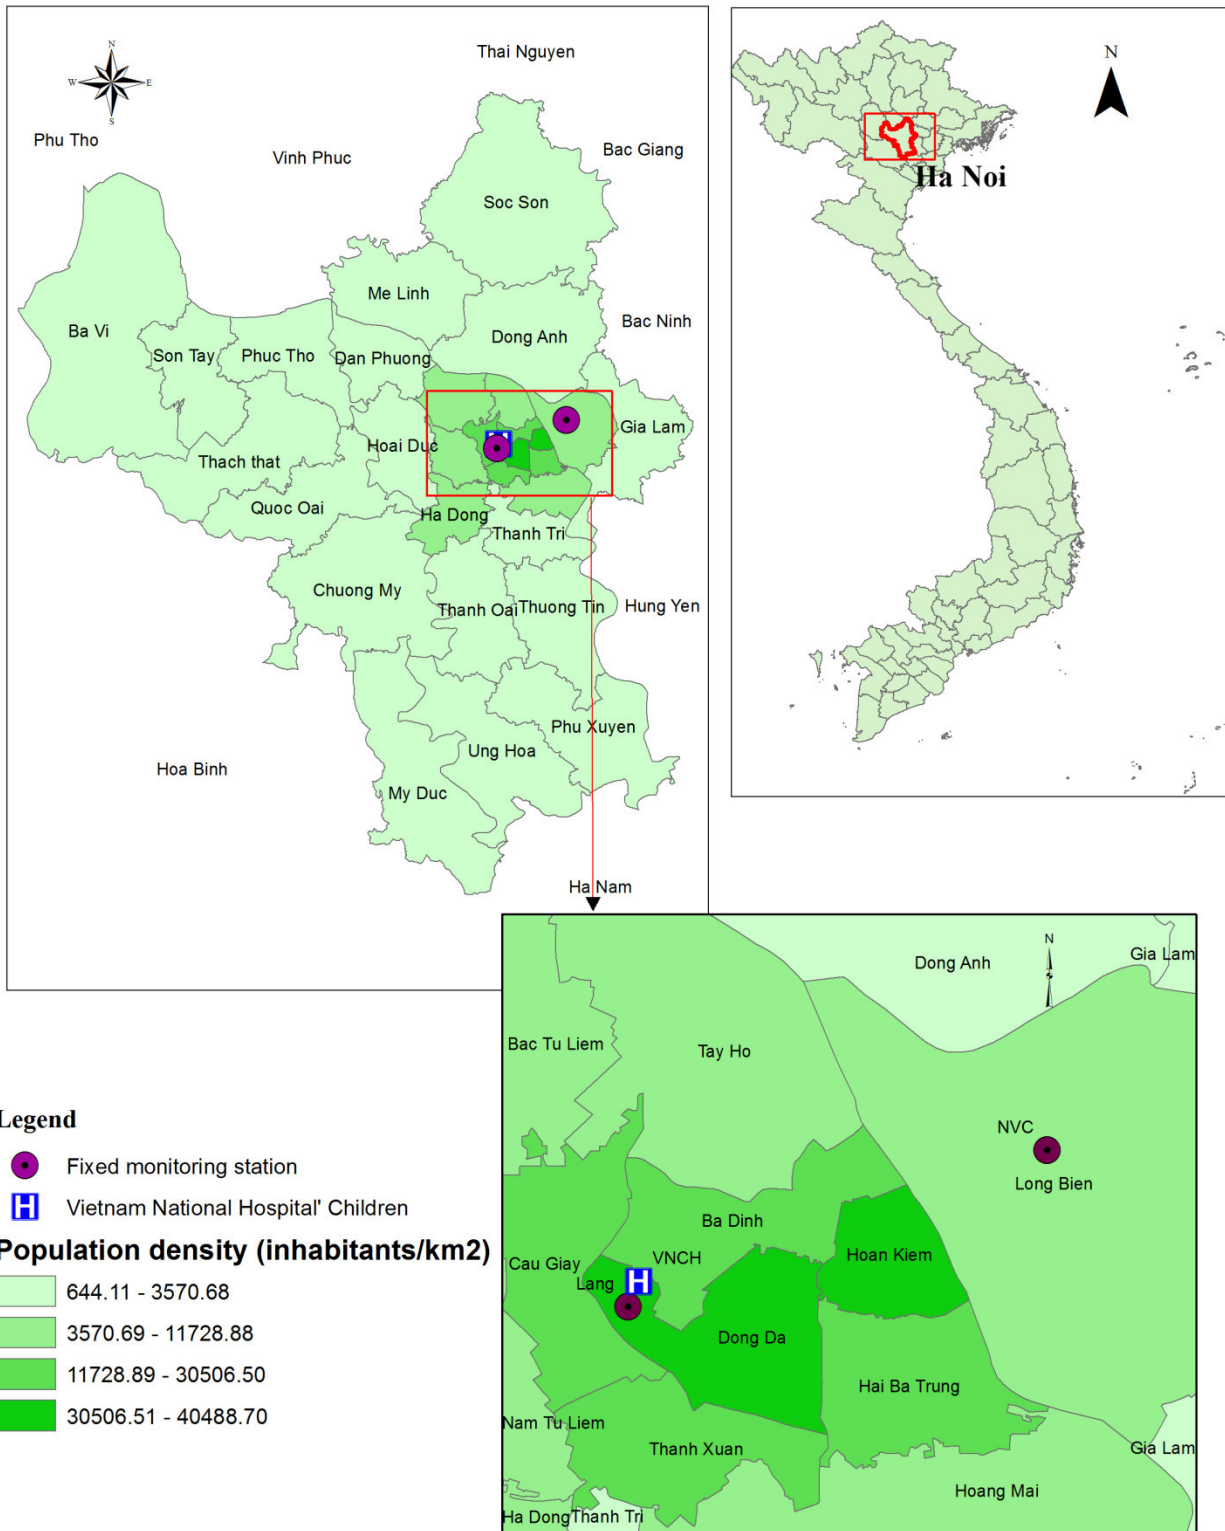 N
W
E
S
Thai Nguyen
Phu Tho
Vinh Phuc
Bac Giang
Soc Son
Me Linh
Ba Vi
Bac Ninh
Dong Anh
Son Tay
Phuc Tho
Dan Phuong
Gia Lam
Hoai Duc
Thach that
Quoc Oai
Ha Dong
Thanh Tri
Chuong My
Thanh Oai
Thuong Tin
Hung Yen
Phu Xuyen
Ung Hoa
Hoa Binh
My Duc
Ha Nam
N
Ha Noi
N
Dong Anh
Gia Lam
Bac Tu Liem
Tay Ho
NVC
Long Bien
Ba Dinh
Hoan Kiem
Cau Giay
VNCH
Lang
H
Dong Da
Hai Ba Trung
Nam Tu Liem
Thanh Xuan
Gia Lam
Hoang Mai
Ha Dong
Thanh Tri
Legend
Fixed monitoring station
H Vietnam National Hospital' Children
Population density (inhabitants/km2)
644.11 - 3570.68
3570.69 - 11728.88
11728.89 - 30506.50
30506.51 - 40488.70